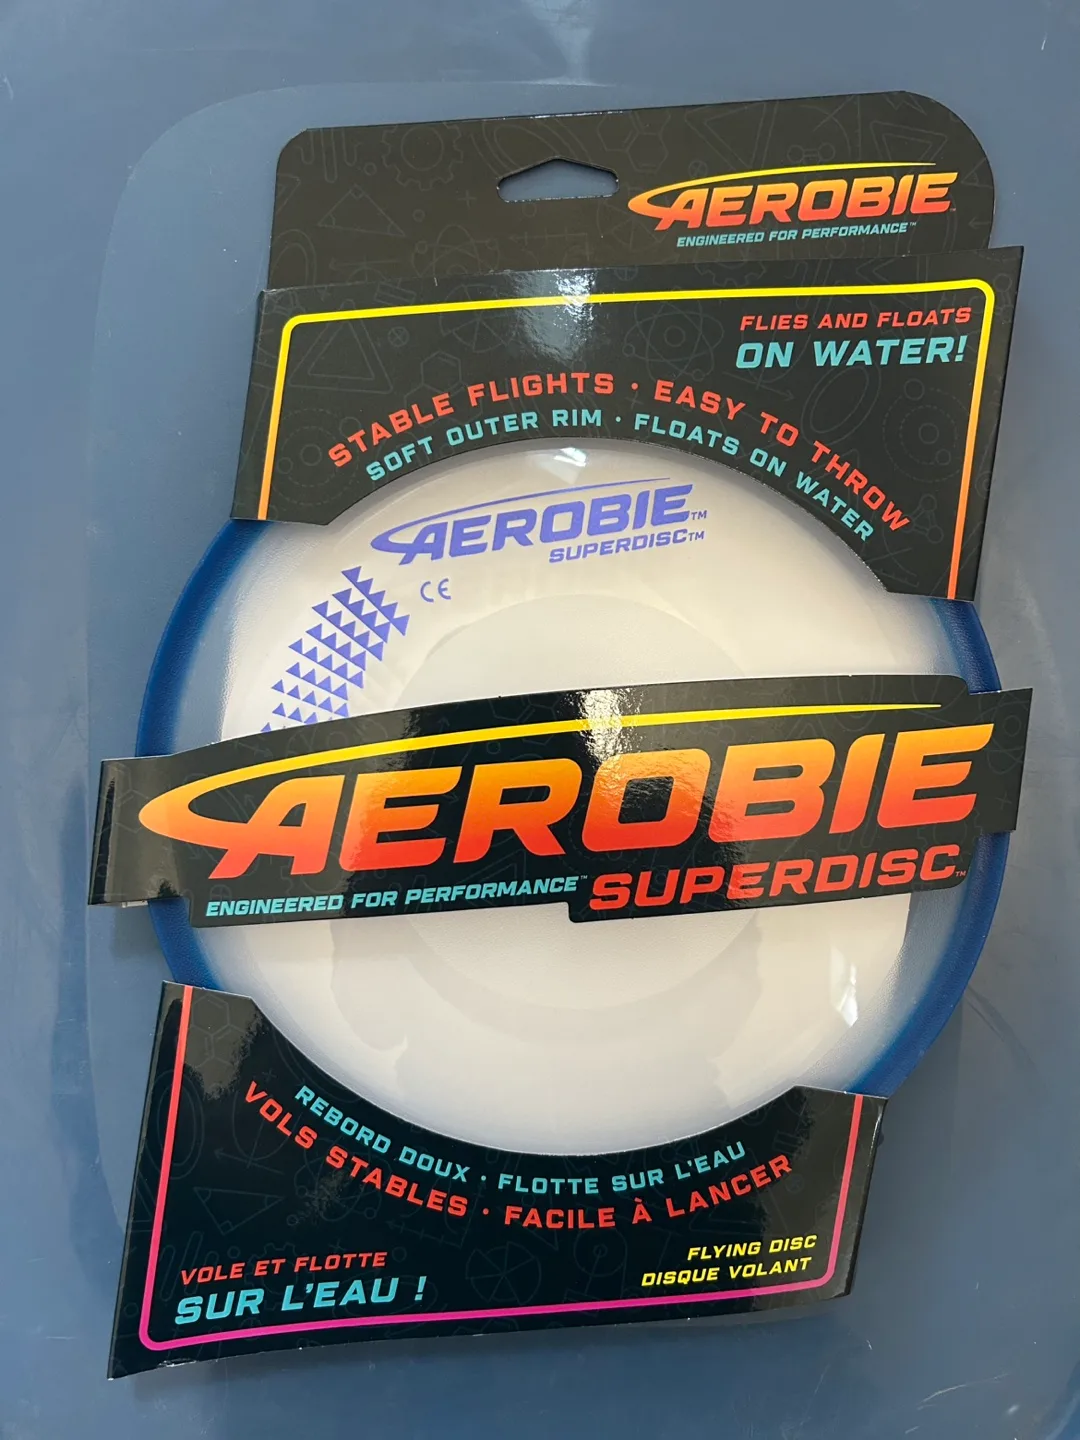 AEROBIE
ENGINEERED FOR PERFORMANCE™
FLIES AND FLOATS
ON WATER!
STABLE FLIGHTS · EASY TO THROW
SOFT OUTER RIM · FLOATS ON WATER
AEROBIE™
SUPERDISC™
CE
AEROBIE
ENGINEERED FOR PERFORMANCE™
SUPERDISC™
REBORD DOUX · FLOTTE SUR L'EAU
VOLS STABLES · FACILE À LANCER
VOLE ET FLOTTE
SUR L'EAU !
FLYING DISC
DISQUE VOLANT